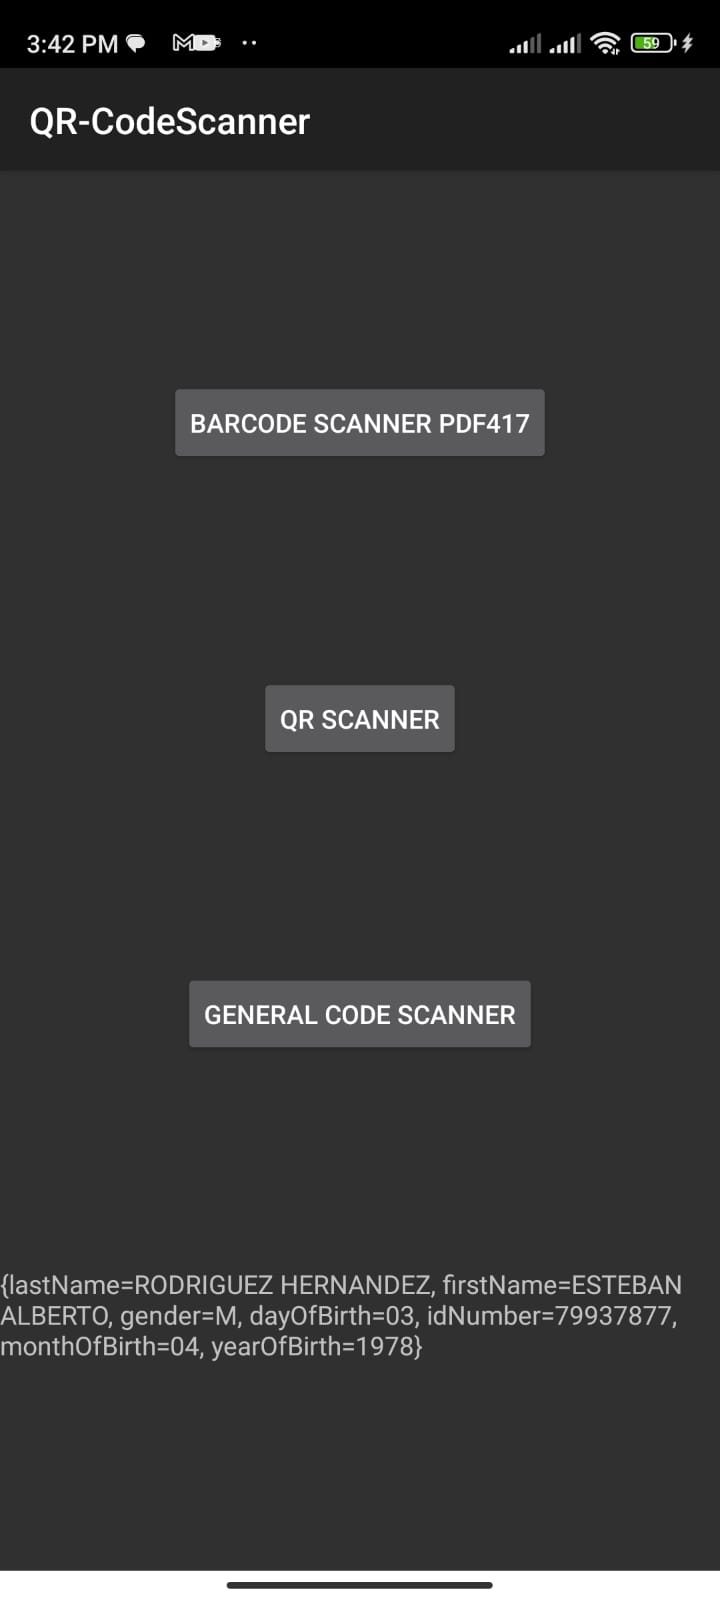 3:42 PM
59
QR-CodeScanner
BARCODE SCANNER PDF417
QR SCANNER
GENERAL CODE SCANNER
{lastName=RODRIGUEZ HERNANDEZ, firstName=ESTEBAN
ALBERTO, gender=M, dayOfBirth=03, idNumber=79937877,
monthOfBirth=04, yearOfBirth=1978}